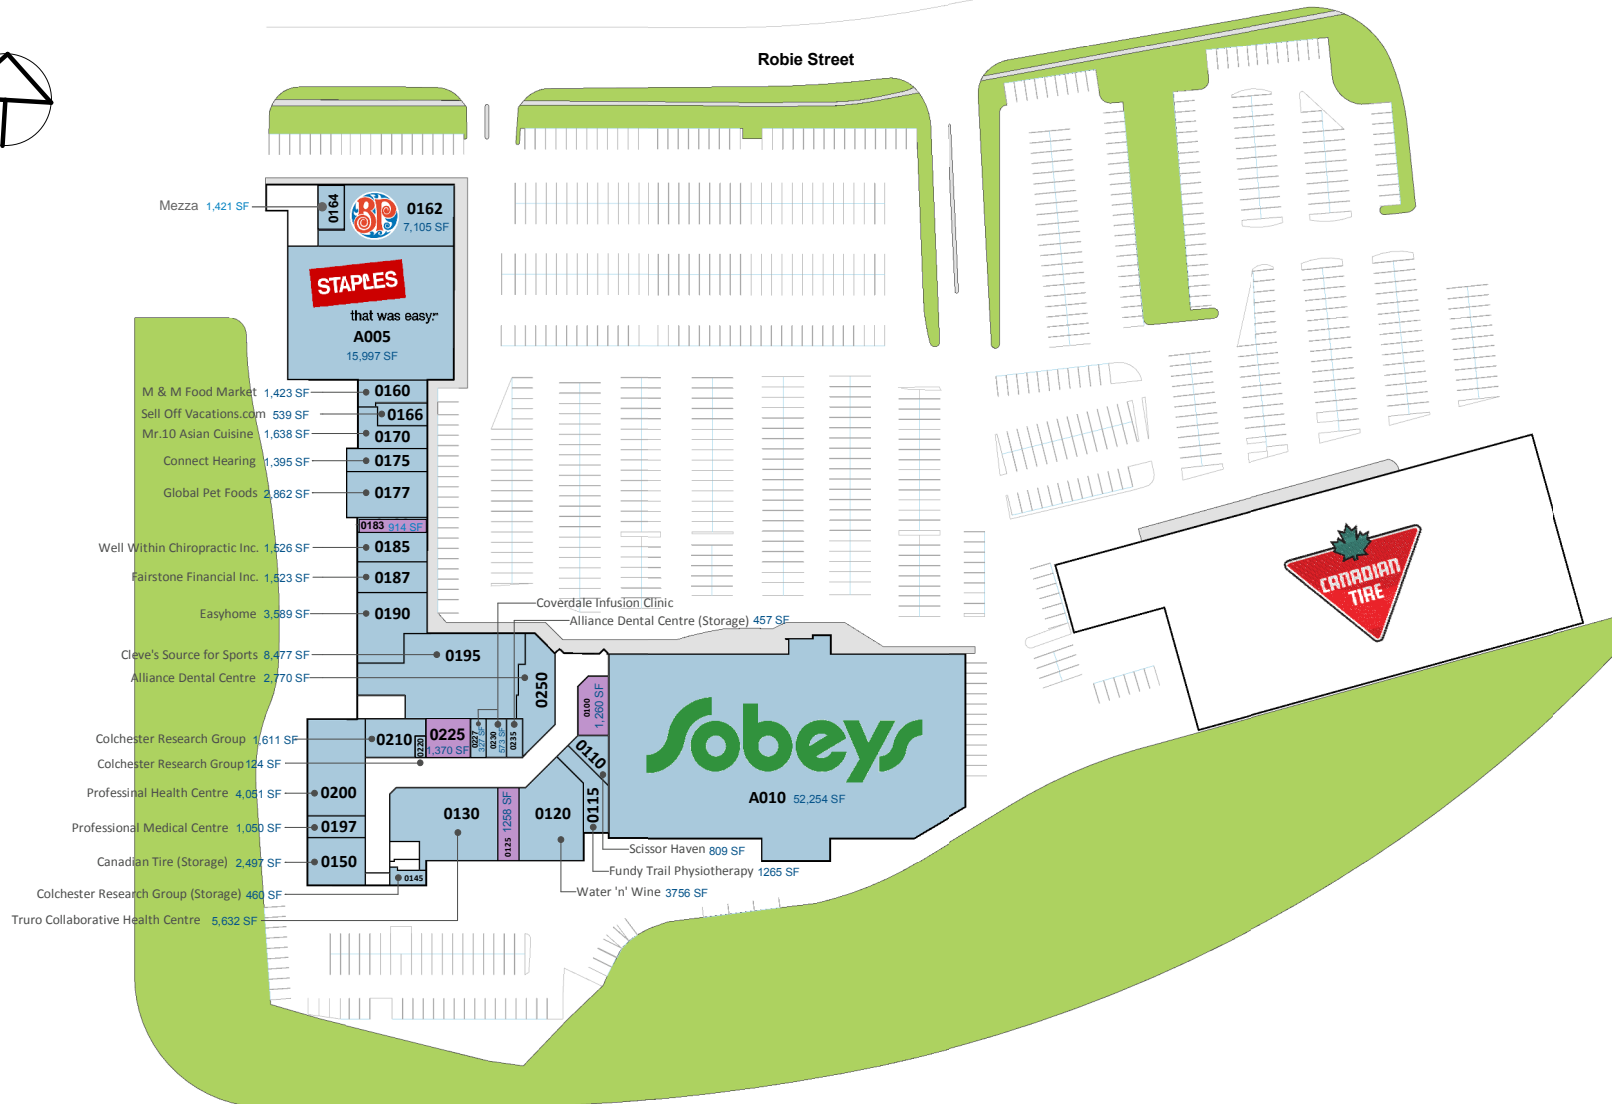 Robie Street
Mezza 1,421 SF
0164
BP
0162
7,105 SF
STAPLES
that was easy.
A005
15,997 SF
M & M Food Market 1,423 SF
0160
Sell Off Vacations.com 539 SF
0166
Mr.10 Asian Cuisine 1,638 SF
0170
Connect Hearing 1,395 SF
0175
Global Pet Foods 2,862 SF
0177
0183 914 SF
Well Within Chiropractic Inc. 1,526 SF
0185
Fairstone Financial Inc. 1,523 SF
0187
Easyhome 3,589 SF
0190
Coverdale Infusion Clinic
Alliance Dental Centre (Storage) 457 SF
Cleve's Source for Sports 8,477 SF
0195
Alliance Dental Centre 2,770 SF
0250
0100 1,260 SF
Sobeys
A010 52,254 SF
CANADIAN
TIRE
Colchester Research Group 1,611 SF
0210
0220
0225
1,370 SF
0227 327 SF
0230 573 SF
0235
Colchester Research Group 124 SF
0110
0115
Professinal Health Centre 4,051 SF
0200
0130
0125 1258 SF
0120
Professional Medical Centre 1,050 SF
0197
Canadian Tire (Storage) 2,497 SF
0150
0145
Scissor Haven 809 SF
Fundy Trail Physiotherapy 1265 SF
Water 'n' Wine 3756 SF
Colchester Research Group (Storage) 460 SF
Truro Collaborative Health Centre 5,632 SF